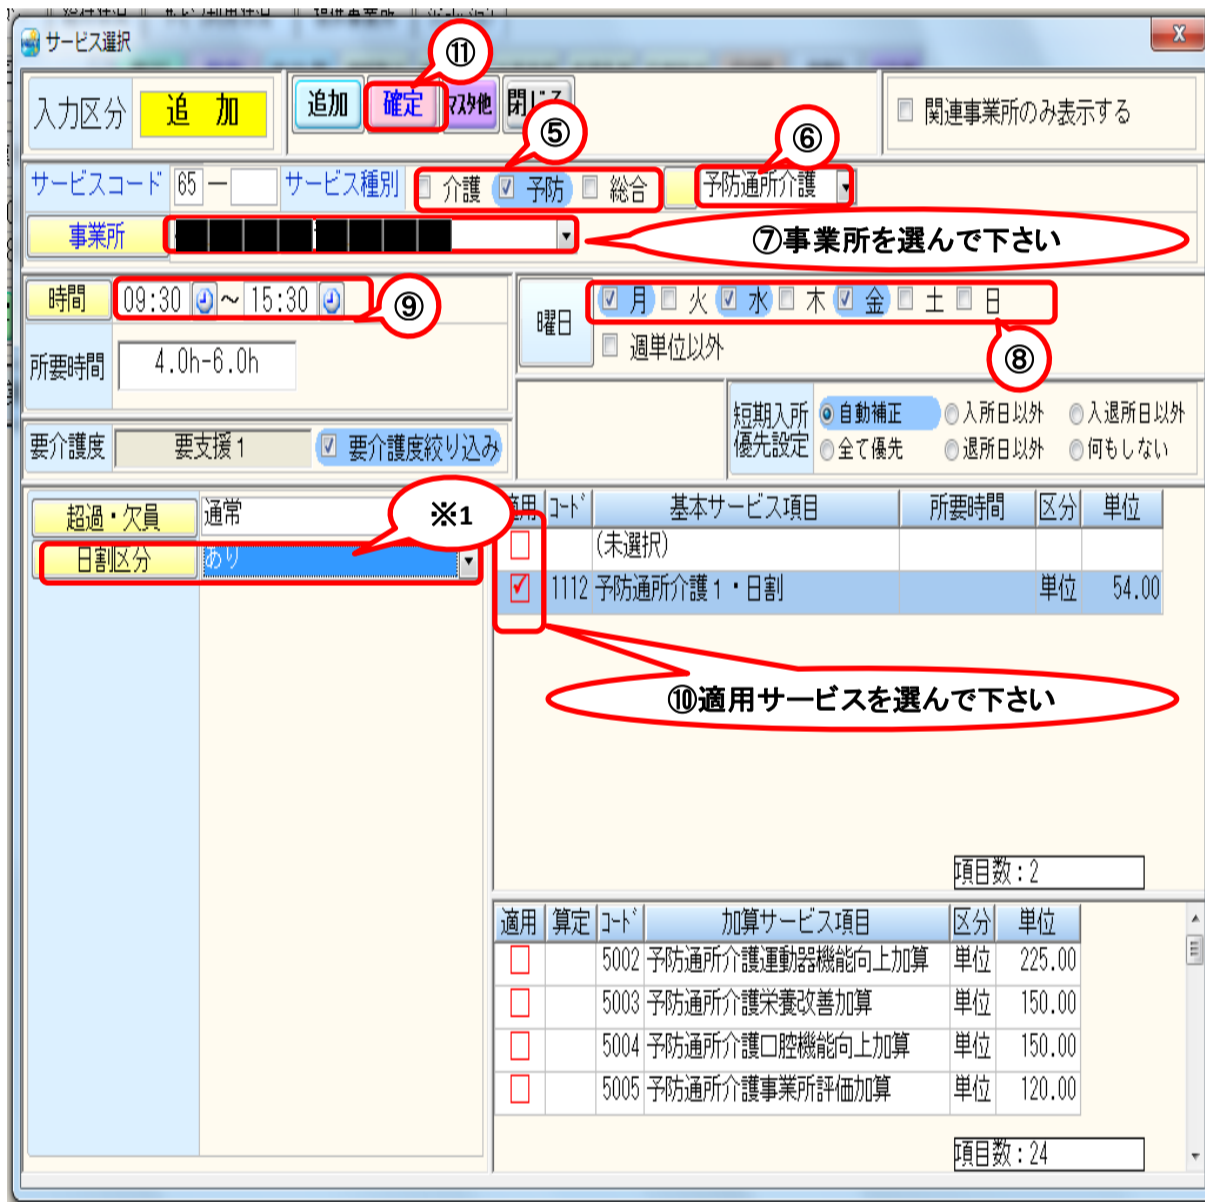 サービス選択
⑪
入力区分 追 加 追加 確定 ﾏｽﾀ他 閉じる
関連事業所のみ表示する
⑤
⑥
サービスコード 65 ― サービス種別 介護 予防 総合 予防通所介護
事業所
⑦事業所を選んで下さい
時間 09:30 ～ 15:30
⑨
曜日 月 火 水 木 金 土 日
週単位以外
⑧
所要時間 4.0h-6.0h
短期入所優先設定 自動補正 入所日以外 入退所日以外
全て優先 退所日以外 何もしない
要介護度 要支援1 要介護度絞り込み
超過・欠員 通常
※1
日割区分 あり
適用 ｺｰﾄﾞ 基本サービス項目 所要時間 区分 単位
(未選択)
1112 予防通所介護1・日割 単位 54.00
⑩適用サービスを選んで下さい
項目数:2
適用 算定 ｺｰﾄﾞ 加算サービス項目 区分 単位
5002 予防通所介護運動器機能向上加算 単位 225.00
5003 予防通所介護栄養改善加算 単位 150.00
5004 予防通所介護口腔機能向上加算 単位 150.00
5005 予防通所介護事業所評価加算 単位 120.00
項目数:24